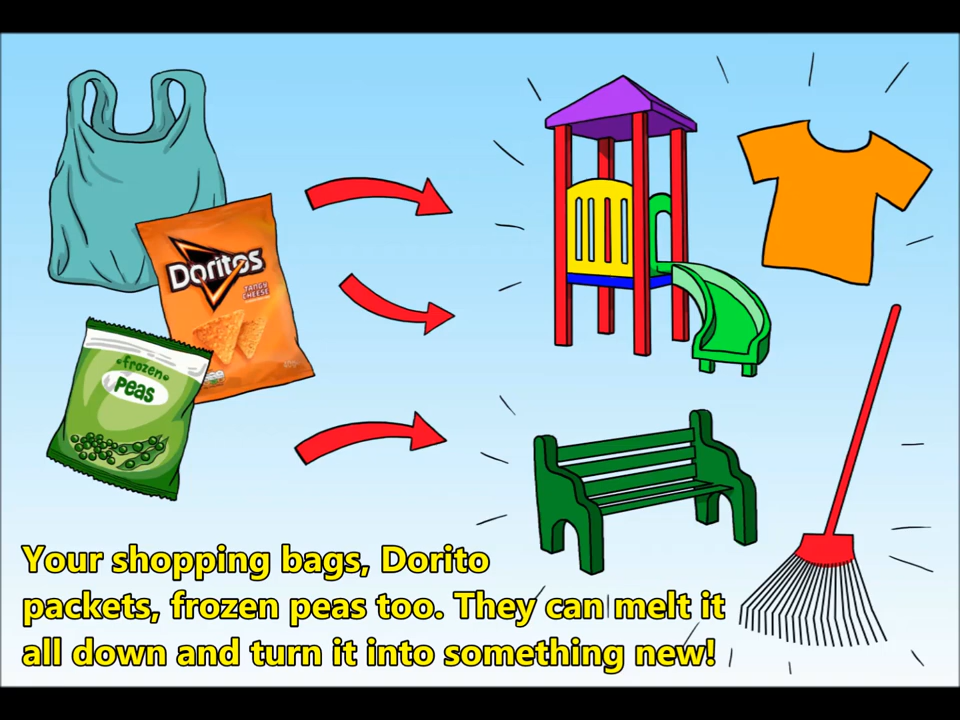 Doritos
TANGY
CHEESE
frozen
PEAS
Your shopping bags, Dorito
packets, frozen peas too. They can melt it
all down and turn it into something new!